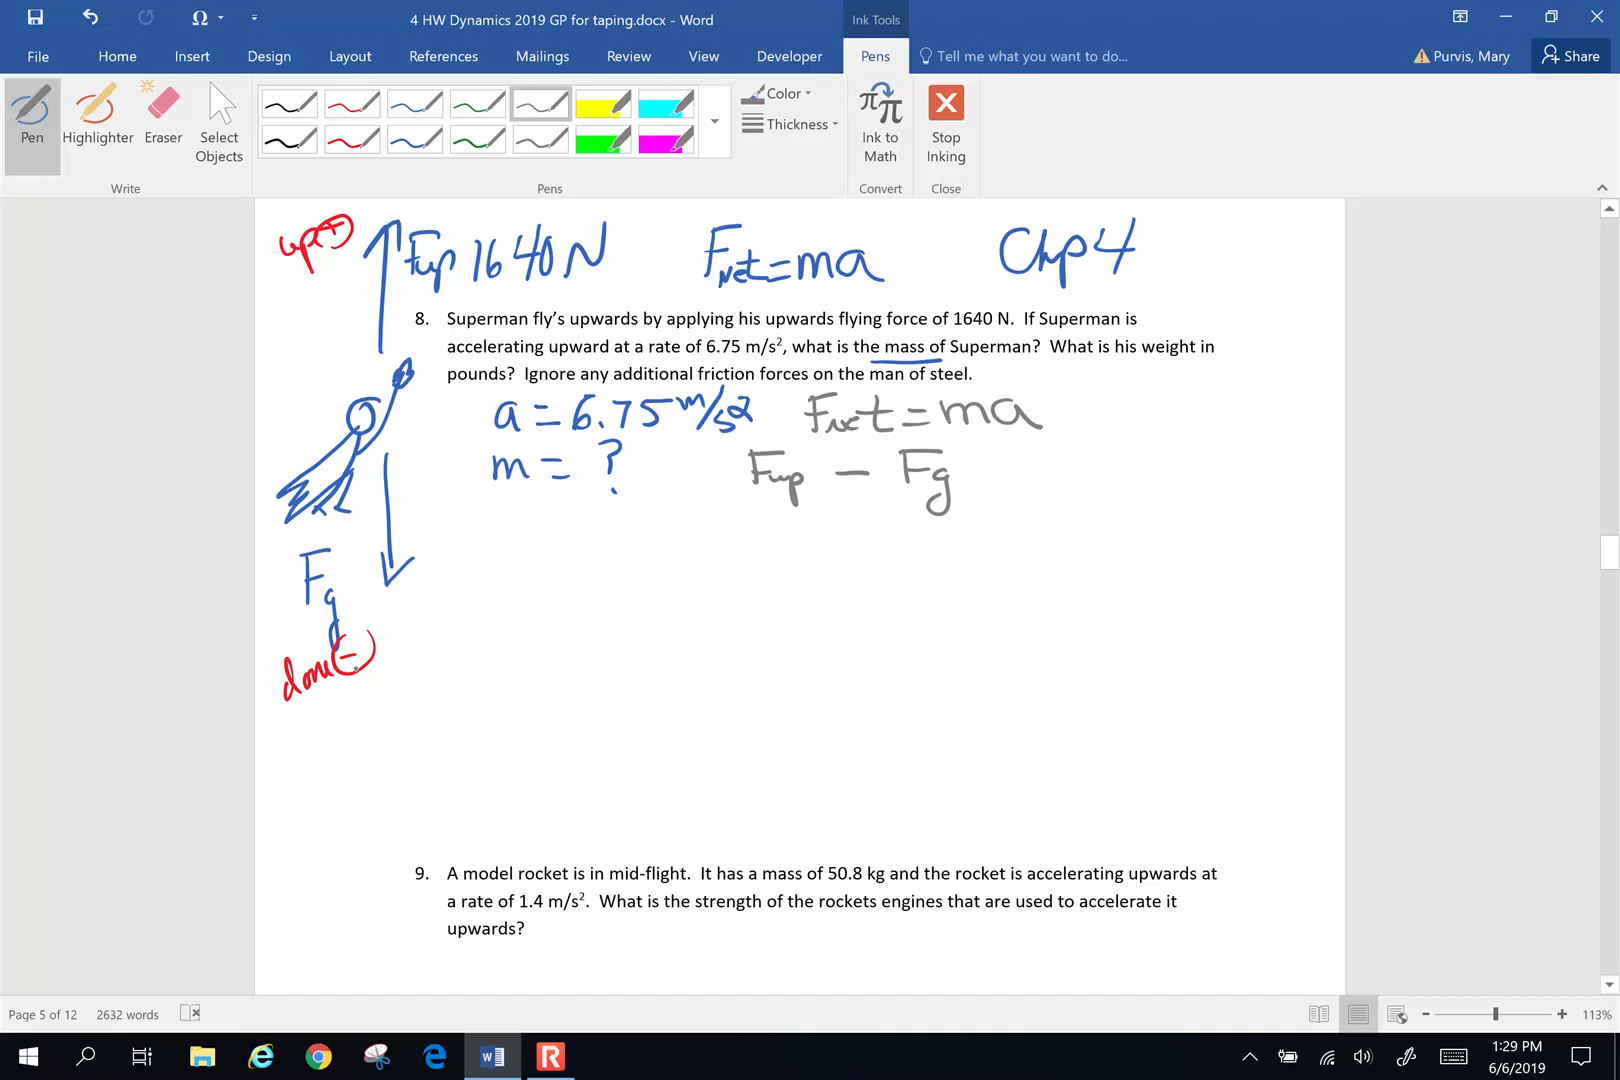 4 HW Dynamics 2019 GP for taping.docx - Word
Ink Tools
File Home Insert Design Layout References Mailings Review View Developer Pens Tell me what you want to do... Purvis, Mary Share
Pen Highlighter Eraser Select Objects
Color
Thickness
Ink to Math
Stop Inking
Write Pens Convert Close
up(+) Fup 1640 N Fnet = ma Chp 4
8. Superman fly's upwards by applying his upwards flying force of 1640 N. If Superman is
accelerating upward at a rate of 6.75 m/s², what is the mass of Superman? What is his weight in
pounds? Ignore any additional friction forces on the man of steel.
a = 6.75 m/s2 Fnet = ma
m = ? Fup - Fg
Fg
(-)
9. A model rocket is in mid-flight. It has a mass of 50.8 kg and the rocket is accelerating upwards at
a rate of 1.4 m/s². What is the strength of the rockets engines that are used to accelerate it
upwards?
Page 5 of 12 2632 words 113%
1:29 PM
6/6/2019